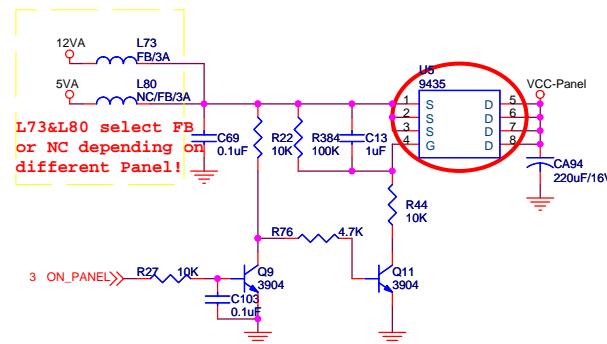 12VA
L73
FB/3A
5VA
L80
NC/FB/3A
L73&L80 select FB
or NC depending on
different Panel!
C69
0.1uF
R22
10K
R384
100K
C13
1uF
U5
9435
1 S D 5
2 S D 6
3 S D 7
4 G D 8
VCC-Panel
CA94
220uF/16V
R44
10K
R76 4.7K
3 ON_PANEL R27 10K
Q9
3904
Q11
3904
C103
0.1uF